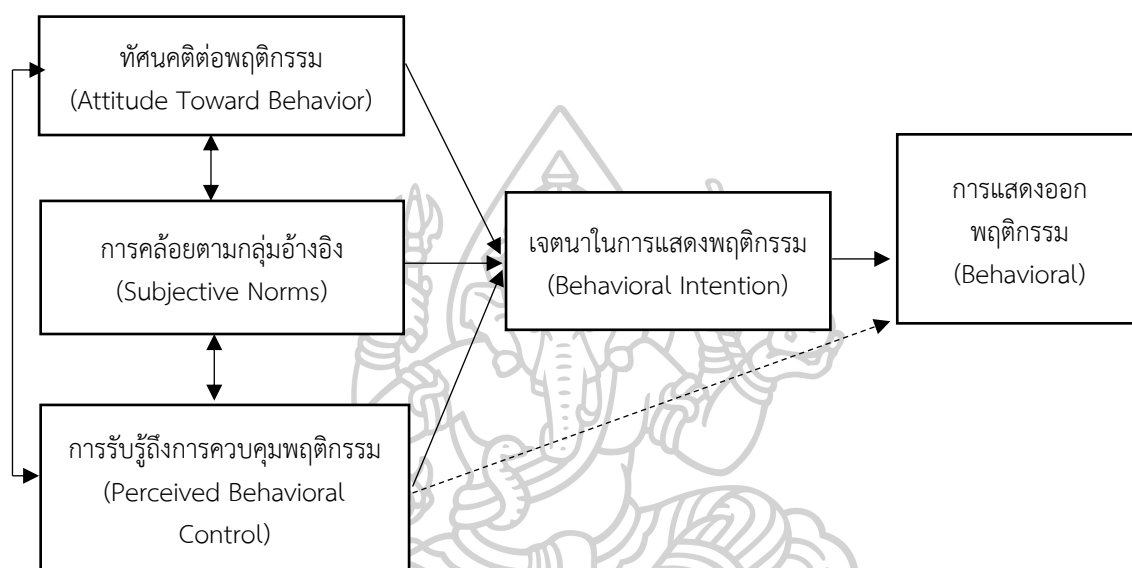 ทัศนคติต่อพฤติกรรม
(Attitude Toward Behavior)
การคล้อยตามกลุ่มอ้างอิง
(Subjective Norms)
การรับรู้ถึงการควบคุมพฤติกรรม
(Perceived Behavioral
Control)
เจตนาในการแสดงพฤติกรรม
(Behavioral Intention)
การแสดงออก
พฤติกรรม
(Behavioral)